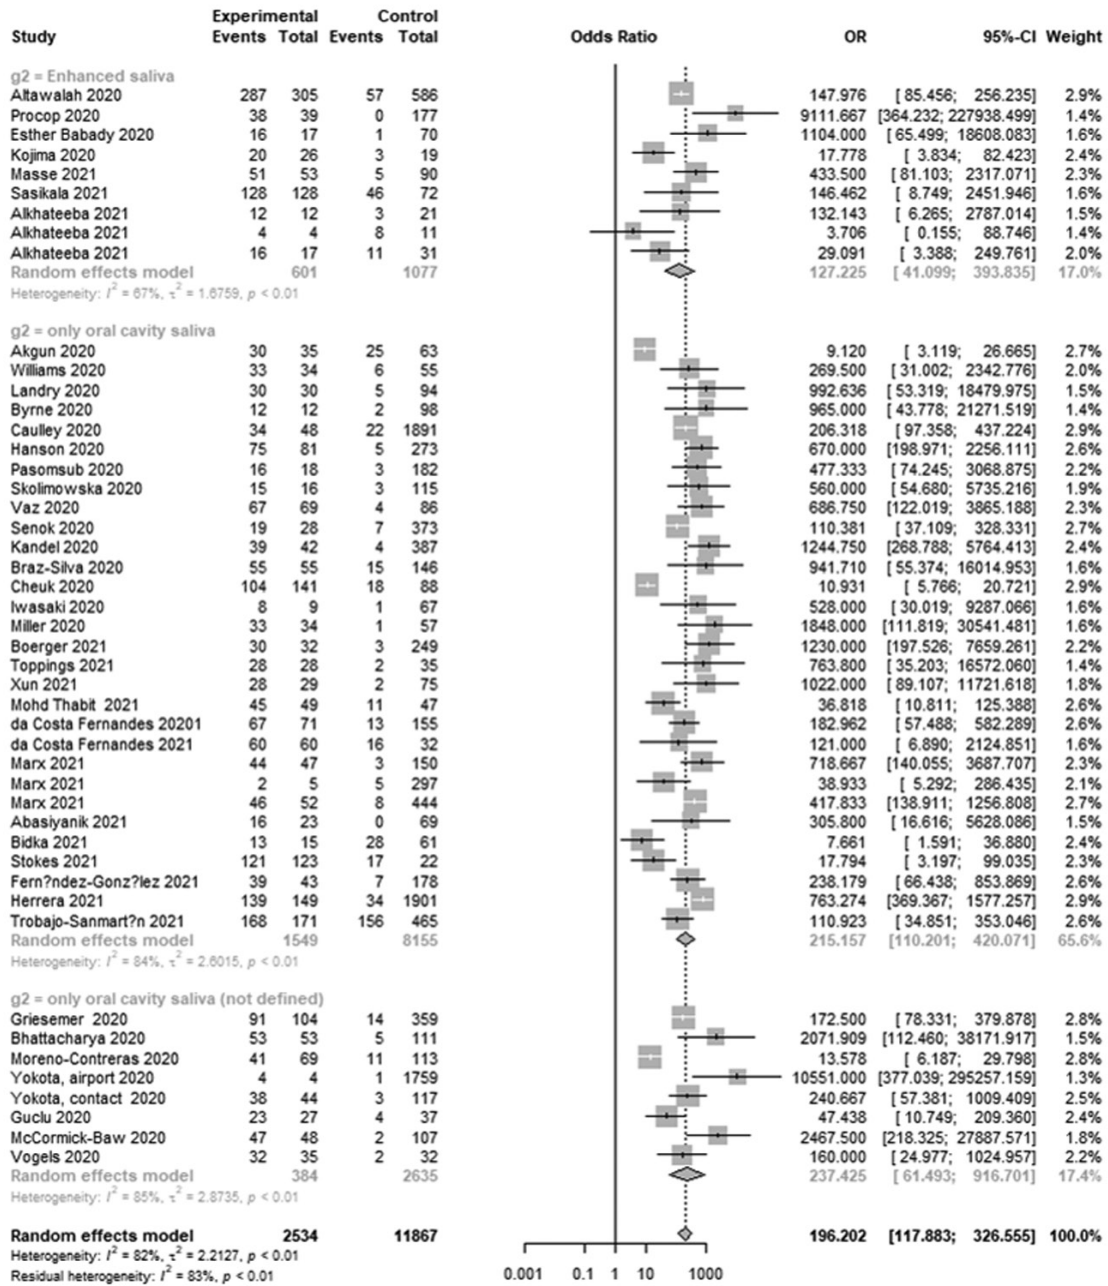 Experimental Control
Study Events Total Events Total Odds Ratio OR 95%-CI Weight
g2 = Enhanced saliva
Altawalah 2020 287 305 57 586 147.976 [ 85.456; 256.235] 2.9%
Procop 2020 38 39 0 177 9111.667 [364.232; 227938.499] 1.4%
Esther Babady 2020 16 17 1 70 1104.000 [ 65.499; 18608.083] 1.6%
Kojima 2020 20 26 3 19 17.778 [ 3.834; 82.423] 2.4%
Masse 2021 51 53 5 90 433.500 [ 81.103; 2317.071] 2.3%
Sasikala 2021 128 128 46 72 146.462 [ 8.749; 2451.946] 1.6%
Alkhateeba 2021 12 12 3 21 132.143 [ 6.265; 2787.014] 1.5%
Alkhateeba 2021 4 4 8 11 3.706 [ 0.155; 88.746] 1.4%
Alkhateeba 2021 16 17 11 31 29.091 [ 3.388; 249.761] 2.0%
Random effects model 601 1077 127.225 [ 41.099; 393.835] 17.0%
Heterogeneity: I² = 67%, τ² = 1.6759, p < 0.01
g2 = only oral cavity saliva
Akgun 2020 30 35 25 63 9.120 [ 3.119; 26.665] 2.7%
Williams 2020 33 34 6 55 269.500 [ 31.002; 2342.776] 2.0%
Landry 2020 30 30 5 94 992.636 [ 53.319; 18479.975] 1.5%
Byrne 2020 12 12 2 98 965.000 [ 43.778; 21271.519] 1.4%
Caulley 2020 34 48 22 1891 206.318 [ 97.358; 437.224] 2.9%
Hanson 2020 75 81 5 273 670.000 [198.971; 2256.111] 2.6%
Pasomsub 2020 16 18 3 182 477.333 [ 74.245; 3068.875] 2.2%
Skolimowska 2020 15 16 3 115 560.000 [ 54.680; 5735.216] 1.9%
Vaz 2020 67 69 4 86 686.750 [122.019; 3865.188] 2.3%
Senok 2020 19 28 7 373 110.381 [ 37.109; 328.331] 2.7%
Kandel 2020 39 42 4 387 1244.750 [268.788; 5764.413] 2.4%
Braz-Silva 2020 55 55 15 146 941.710 [ 55.374; 16014.953] 1.6%
Cheuk 2020 104 141 18 88 10.931 [ 5.766; 20.721] 2.9%
Iwasaki 2020 8 9 1 67 528.000 [ 30.019; 9287.066] 1.6%
Miller 2020 33 34 1 57 1848.000 [111.819; 30541.481] 1.6%
Boerger 2021 30 32 3 249 1230.000 [197.526; 7659.261] 2.2%
Toppings 2021 28 28 2 35 763.800 [ 35.203; 16572.060] 1.4%
Xun 2021 28 29 2 75 1022.000 [ 89.107; 11721.618] 1.8%
Mohd Thabit 2021 45 49 11 47 36.818 [ 10.811; 125.388] 2.6%
da Costa Fernandes 20201 67 71 13 155 182.962 [ 57.488; 582.289] 2.6%
da Costa Fernandes 2021 60 60 16 32 121.000 [ 6.890; 2124.851] 1.6%
Marx 2021 44 47 3 150 718.667 [140.055; 3687.707] 2.3%
Marx 2021 2 5 5 297 38.933 [ 5.292; 286.435] 2.1%
Marx 2021 46 52 8 444 417.833 [138.911; 1256.808] 2.7%
Abasiyanik 2021 16 23 0 69 305.800 [ 16.616; 5628.086] 1.5%
Bidka 2021 13 15 28 61 7.661 [ 1.591; 36.880] 2.4%
Stokes 2021 121 123 17 22 17.794 [ 3.197; 99.035] 2.3%
Fern?ndez-Gonz?lez 2021 39 43 7 178 238.179 [ 66.438; 853.869] 2.6%
Herrera 2021 139 149 34 1901 763.274 [369.367; 1577.257] 2.9%
Trobajo-Sanmart?n 2021 168 171 156 465 110.923 [ 34.851; 353.046] 2.6%
Random effects model 1549 8155 215.157 [110.201; 420.071] 65.6%
Heterogeneity: I² = 84%, τ² = 2.6015, p < 0.01
g2 = only oral cavity saliva (not defined)
Griesemer 2020 91 104 14 359 172.500 [ 78.331; 379.878] 2.8%
Bhattacharya 2020 53 53 5 111 2071.909 [112.460; 38171.917] 1.5%
Moreno-Contreras 2020 41 69 11 113 13.578 [ 6.187; 29.798] 2.8%
Yokota, airport 2020 4 4 1 1759 10551.000 [377.039; 295257.159] 1.3%
Yokota, contact 2020 38 44 3 117 240.667 [ 57.381; 1009.409] 2.5%
Guclu 2020 23 27 4 37 47.438 [ 10.749; 209.360] 2.4%
McCormick-Baw 2020 47 48 2 107 2467.500 [218.325; 27887.571] 1.8%
Vogels 2020 32 35 2 32 160.000 [ 24.977; 1024.957] 2.2%
Random effects model 384 2635 237.425 [ 61.493; 916.701] 17.4%
Heterogeneity: I² = 85%, τ² = 2.8735, p < 0.01
Random effects model 2534 11867 196.202 [117.883; 326.555] 100.0%
Heterogeneity: I² = 82%, τ² = 2.2127, p < 0.01
Residual heterogeneity: I² = 83%, p < 0.01
0.001 0.1 1 10 1000